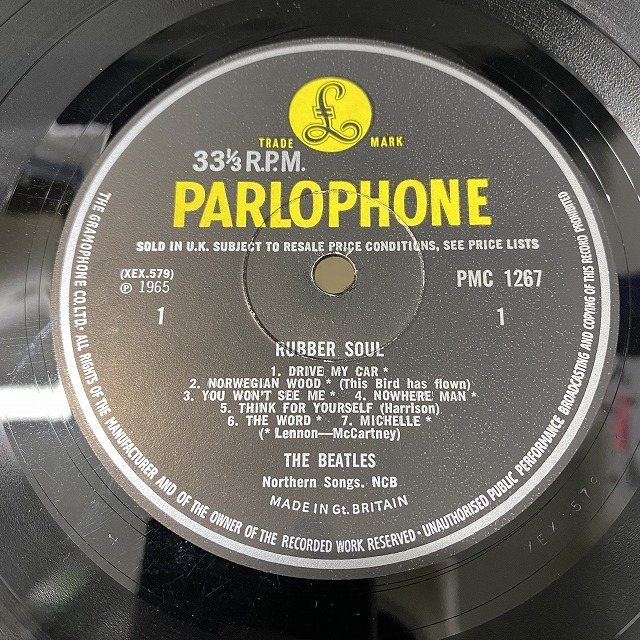 £
TRADE MARK
33⅓ R.P.M.
PARLOPHONE
SOLD IN U.K. SUBJECT TO RESALE PRICE CONDITIONS, SEE PRICE LISTS
(XEX.579) PMC 1267
℗ 1965
1 1
RUBBER SOUL
1. DRIVE MY CAR *
2. NORWEGIAN WOOD * (This Bird has flown)
3. YOU WON'T SEE ME * 4. NOWHERE MAN *
5. THINK FOR YOURSELF (Harrison)
6. THE WORD * 7. MICHELLE *
(* Lennon—McCartney)
THE BEATLES
Northern Songs. NCB
MADE IN Gt. BRITAIN
THE GRAMOPHONE CO. LTD. · ALL RIGHTS OF THE MANUFACTURER AND OF THE OWNER OF THE RECORDED WORK RESERVED · UNAUTHORISED PUBLIC PERFORMANCE BROADCASTING AND COPYING OF THIS RECORD PROHIBITED